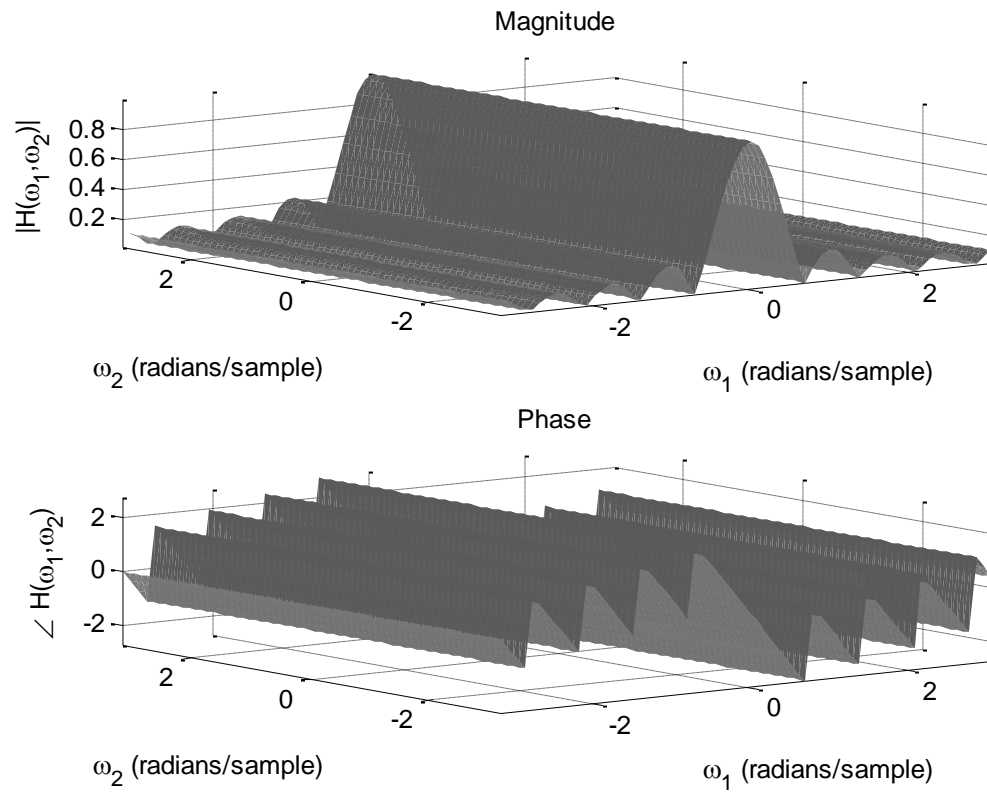 Magnitude
|H(ω₁,ω₂)|
0.8
0.6
0.4
0.2
2
0
-2
-2
0
2
ω₂ (radians/sample)
ω₁ (radians/sample)
Phase
∠ H(ω₁,ω₂)
2
0
-2
2
0
-2
-2
0
2
ω₂ (radians/sample)
ω₁ (radians/sample)